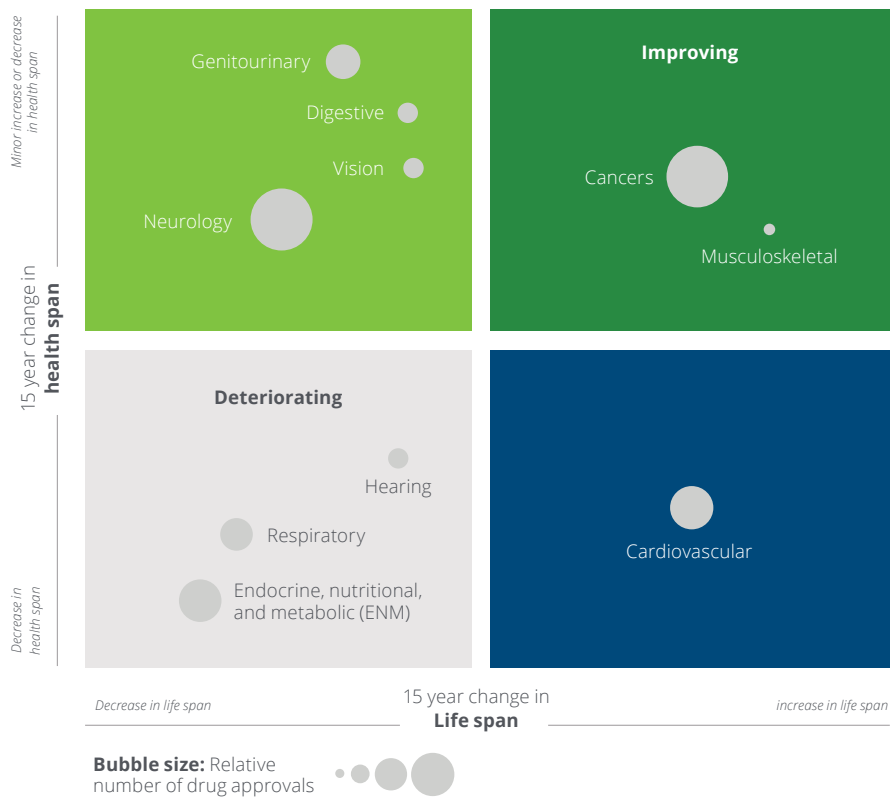 Minor increase or decrease
in health span
Genitourinary
Digestive
Vision
Neurology
Improving
Cancers
Musculoskeletal
15 year change in
health span
Deteriorating
Hearing
Respiratory
Endocrine, nutritional,
and metabolic (ENM)
Cardiovascular
Decrease in
health span
Decrease in life span
15 year change in
Life span
increase in life span
Bubble size: Relative
number of drug approvals